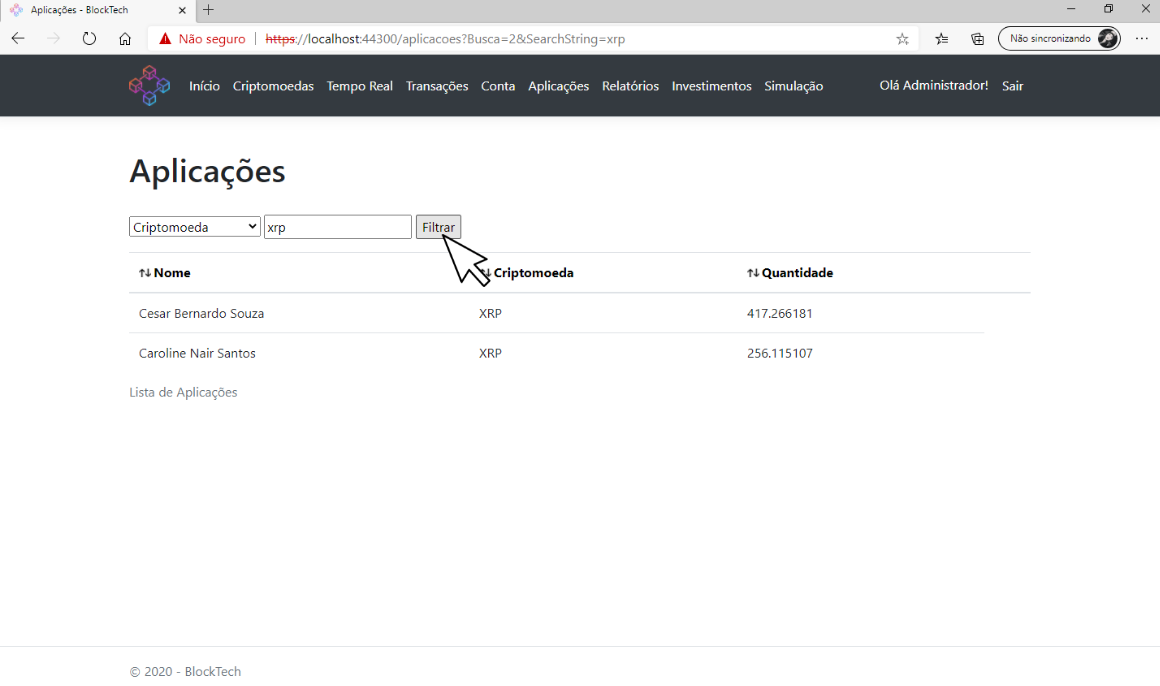 Aplicações - BlockTech
Não seguro | https://localhost:44300/aplicacoes?Busca=2&SearchString=xrp Não sincronizando
Início Criptomoedas Tempo Real Transações Conta Aplicações Relatórios Investimentos Simulação Olá Administrador! Sair
Aplicações
Criptomoeda xrp Filtrar
Nome Criptomoeda Quantidade
Cesar Bernardo Souza XRP 417.266181
Caroline Nair Santos XRP 256.115107
Lista de Aplicações
© 2020 - BlockTech